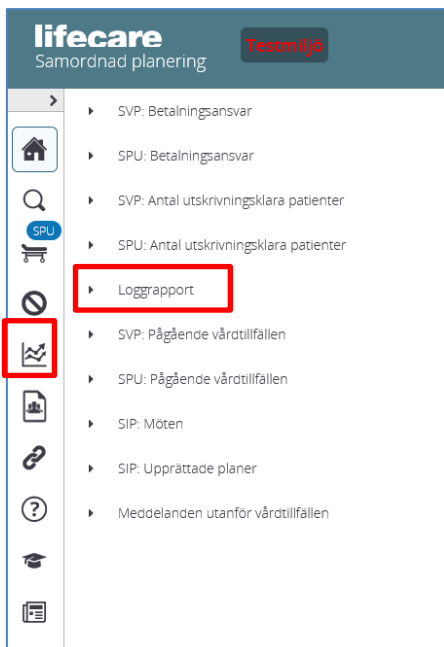 lifecare
Samordnad planering
Testmiljö
SVP: Betalningsansvar
SPU: Betalningsansvar
SVP: Antal utskrivningsklara patienter
SPU
SPU: Antal utskrivningsklara patienter
Loggrapport
SVP: Pågående vårdtillfällen
SPU: Pågående vårdtillfällen
SIP: Möten
SIP: Upprättade planer
Meddelanden utanför vårdtillfällen